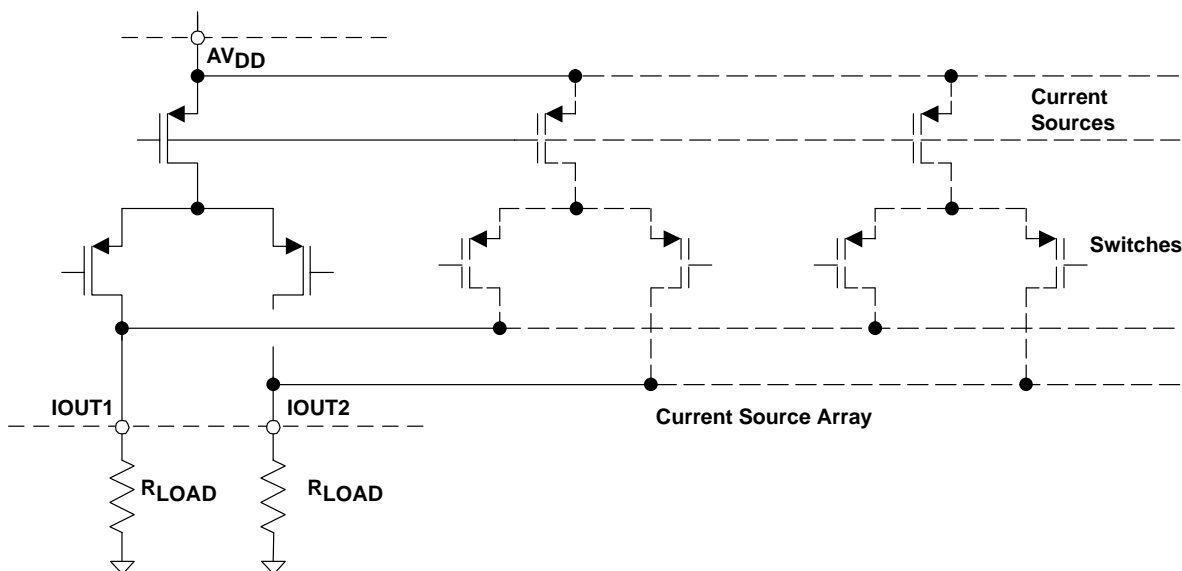 AVDD
Current
Sources
Switches
IOUT1
IOUT2
Current Source Array
RLOAD
RLOAD